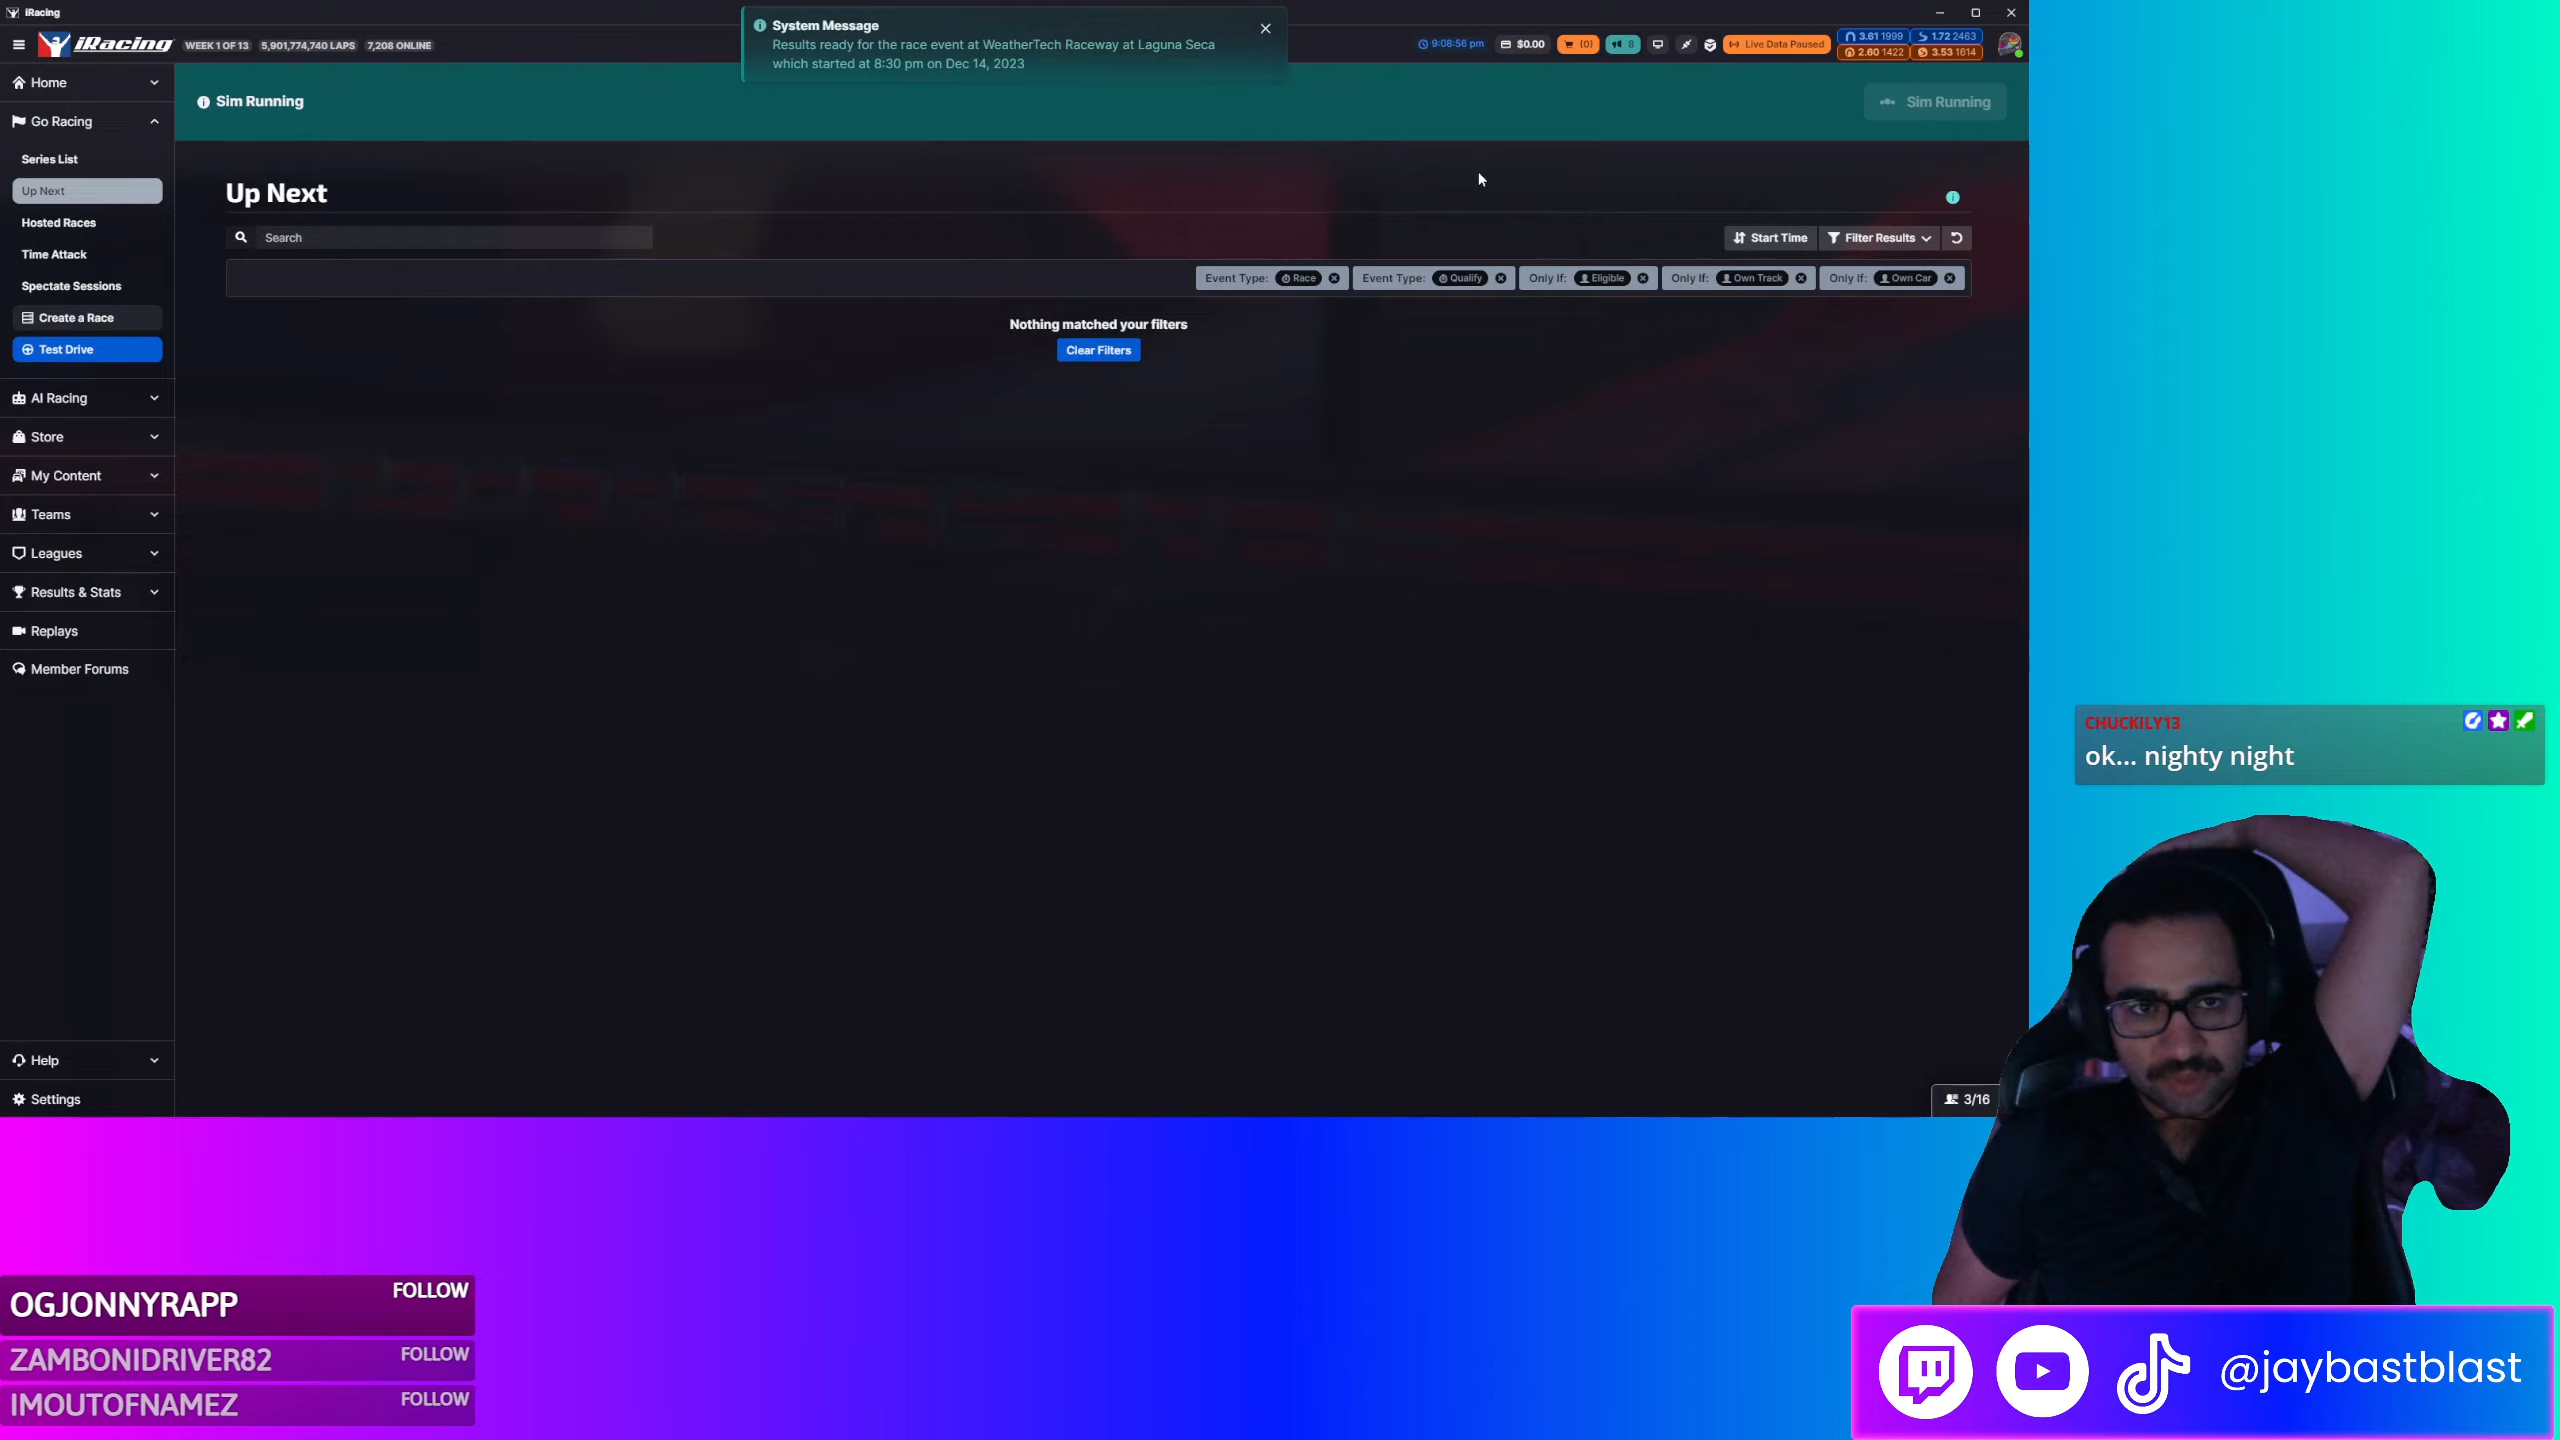 iRacing
System Message
Results ready for the race event at WeatherTech Raceway at Laguna Seca
which started at 8:30 pm on Dec 14, 2023
iRacing
WEEK 1 OF 13
5,901,774,740 LAPS
7,208 ONLINE
9:08:56 pm
$0.00
(0)
8
Live Data Paused
3.61 1999
1.72 2463
2.60 1422
3.53 1614
Home
Go Racing
Series List
Up Next
Hosted Races
Time Attack
Spectate Sessions
Create a Race
Test Drive
AI Racing
Store
My Content
Teams
Leagues
Results & Stats
Replays
Member Forums
Help
Settings
Sim Running
Sim Running
Up Next
Search
Start Time
Filter Results
Event Type: Race
Event Type: Qualify
Only If: Eligible
Only If: Own Track
Only If: Own Car
Nothing matched your filters
Clear Filters
3/16
CHUCKILY13
ok... nighty night
OGJONNYRAPP FOLLOW
ZAMBONIDRIVER82 FOLLOW
IMOUTOFNAMEZ FOLLOW
@jaybastblast